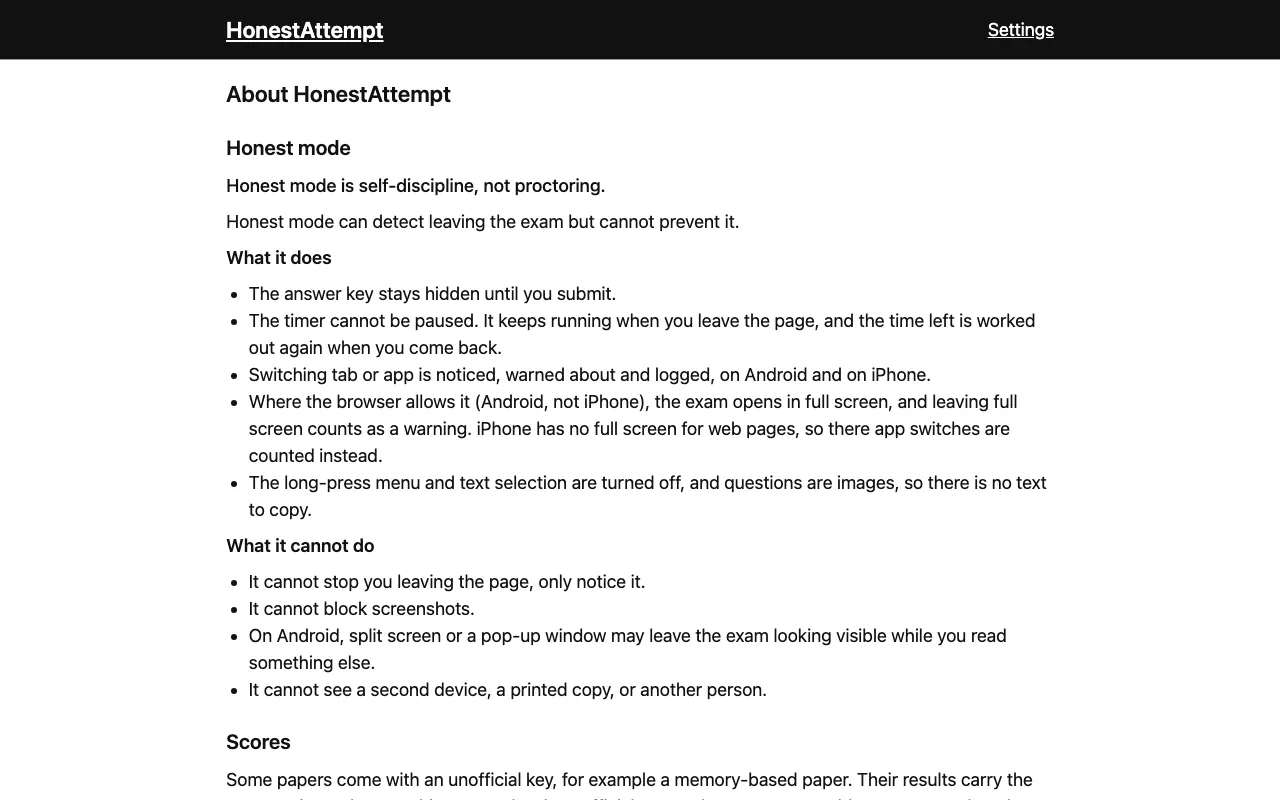 HonestAttempt
Settings
About HonestAttempt
Honest mode
Honest mode is self-discipline, not proctoring.
Honest mode can detect leaving the exam but cannot prevent it.
What it does
• The answer key stays hidden until you submit.
• The timer cannot be paused. It keeps running when you leave the page, and the time left is worked
out again when you come back.
• Switching tab or app is noticed, warned about and logged, on Android and on iPhone.
• Where the browser allows it (Android, not iPhone), the exam opens in full screen, and leaving full
screen counts as a warning. iPhone has no full screen for web pages, so there app switches are
counted instead.
• The long-press menu and text selection are turned off, and questions are images, so there is no text
to copy.
What it cannot do
• It cannot stop you leaving the page, only notice it.
• It cannot block screenshots.
• On Android, split screen or a pop-up window may leave the exam looking visible while you read
something else.
• It cannot see a second device, a printed copy, or another person.
Scores
Some papers come with an unofficial key, for example a memory-based paper. Their results carry the